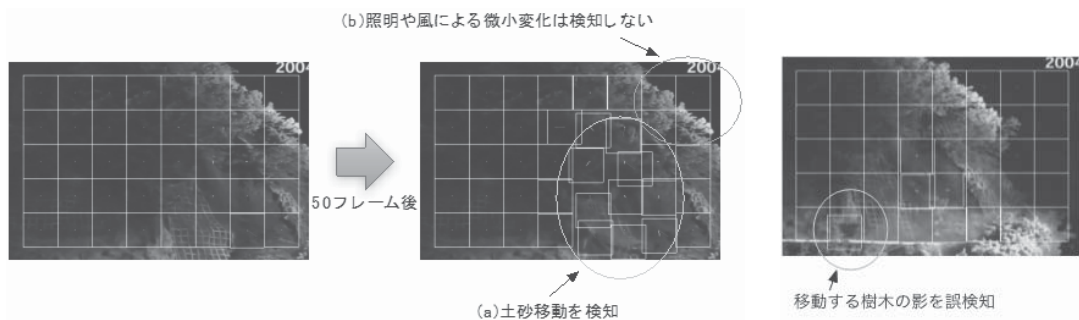 (b)照明や風による微小変化は検知しない
2004
2004
2004
50フレーム後
(a)土砂移動を検知
移動する樹木の影を誤検知